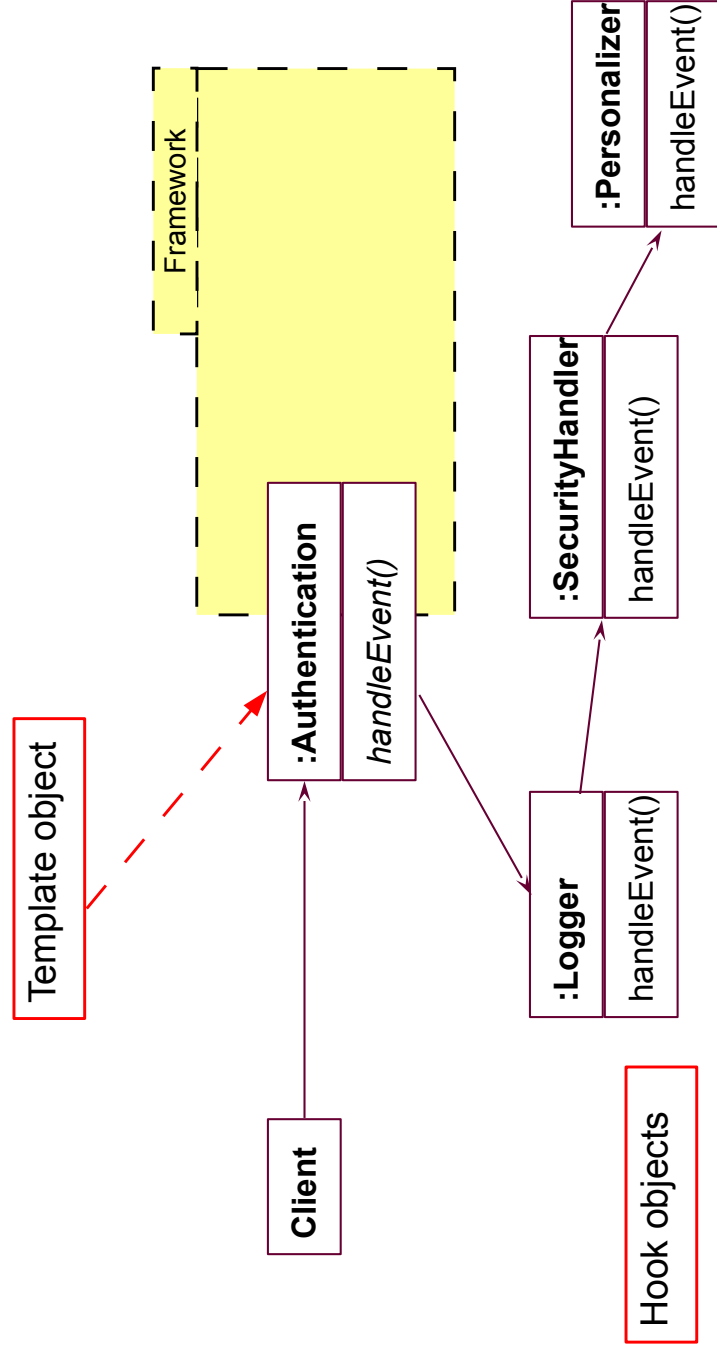 Template object
Framework
Client
:Authentication
handleEvent()
:Logger
handleEvent()
:SecurityHandler
handleEvent()
:Personalizer
handleEvent()
Hook objects